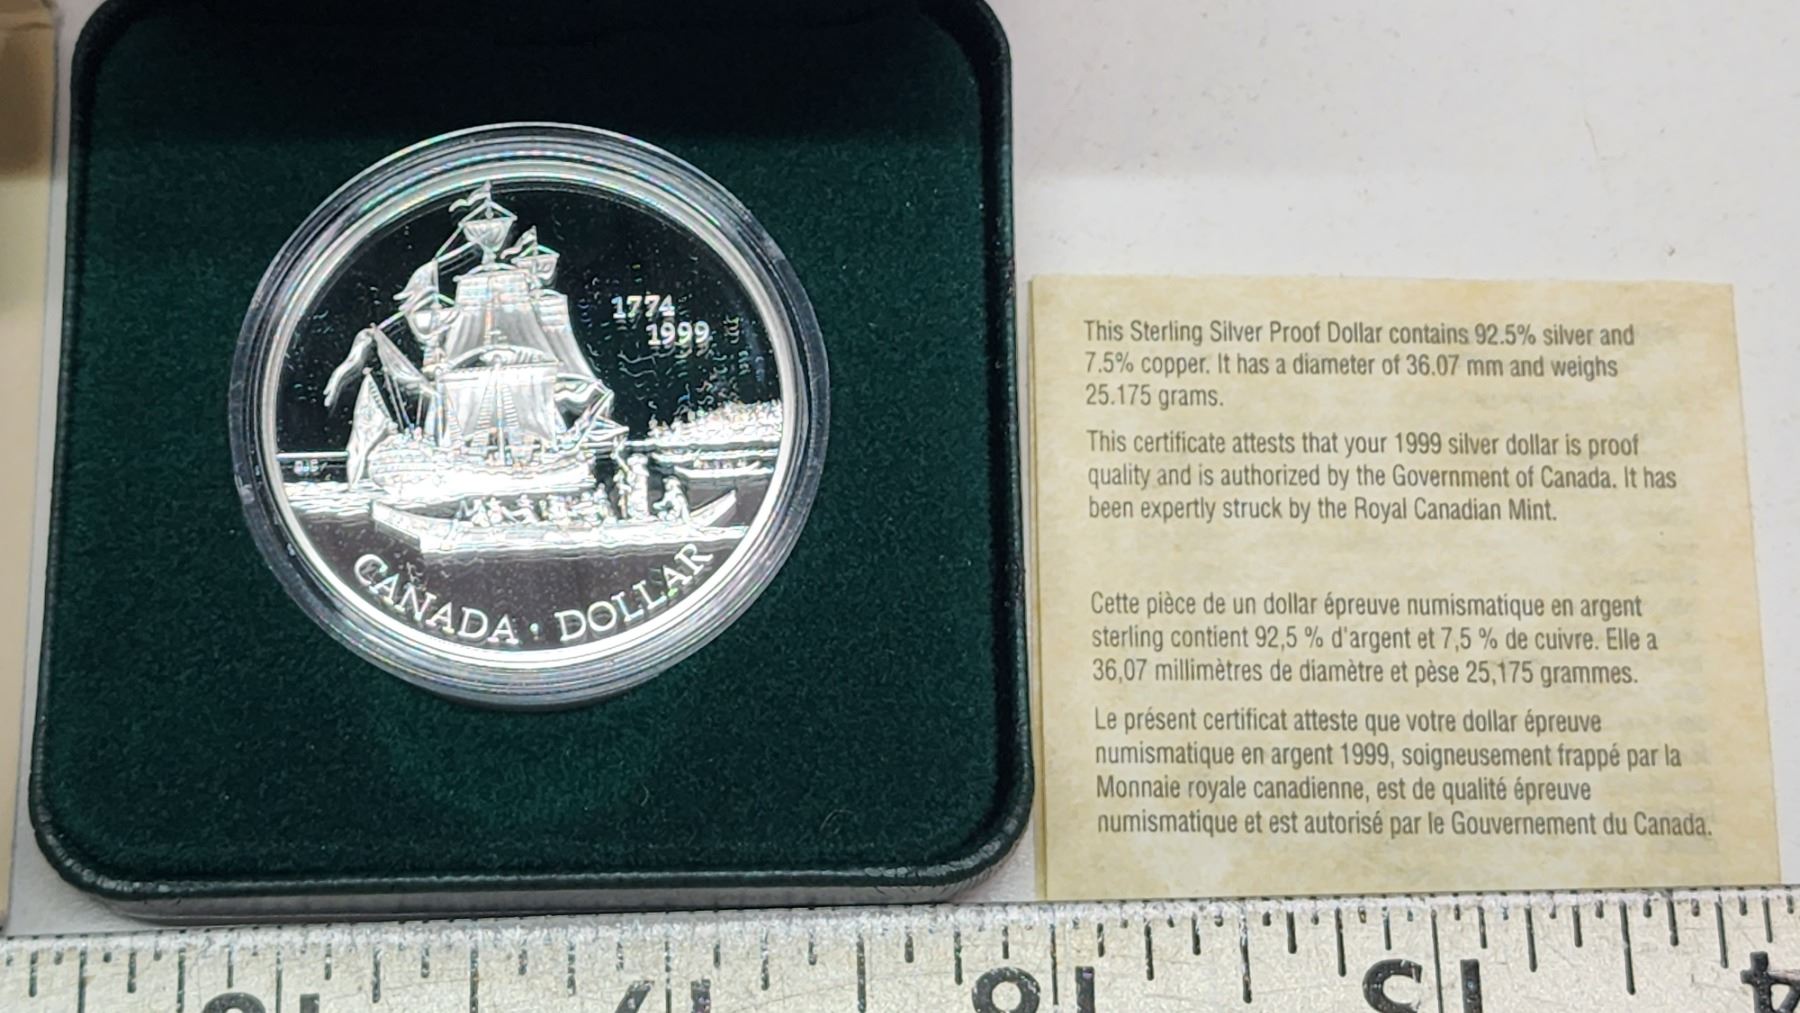 1774
1999
CANADA · DOLLAR
This Sterling Silver Proof Dollar contains 92.5% silver and
7.5% copper. It has a diameter of 36.07 mm and weighs
25.175 grams.
This certificate attests that your 1999 silver dollar is proof
quality and is authorized by the Government of Canada. It has
been expertly struck by the Royal Canadian Mint.
Cette pièce de un dollar épreuve numismatique en argent
sterling contient 92,5 % d'argent et 7,5 % de cuivre. Elle a
36,07 millimètres de diamètre et pèse 25,175 grammes.
Le présent certificat atteste que votre dollar épreuve
numismatique en argent 1999, soigneusement frappé par la
Monnaie royale canadienne, est de qualité épreuve
numismatique et est autorisé par le Gouvernement du Canada.